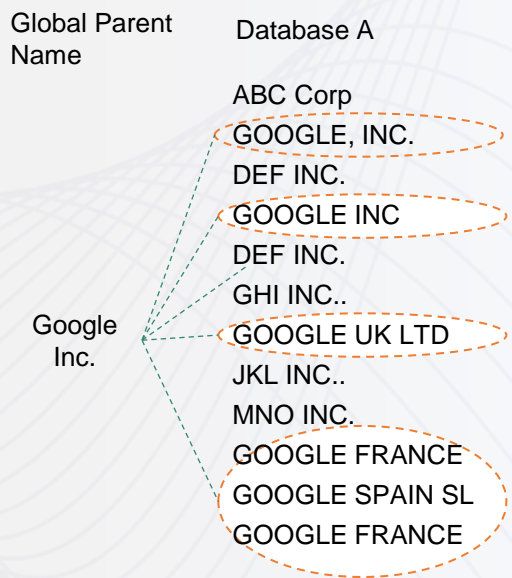 Global Parent
Name
Database A
ABC Corp
GOOGLE, INC.
DEF INC.
GOOGLE INC
DEF INC.
GHI INC..
Google
Inc.
GOOGLE UK LTD
JKL INC..
MNO INC.
GOOGLE FRANCE
GOOGLE SPAIN SL
GOOGLE FRANCE